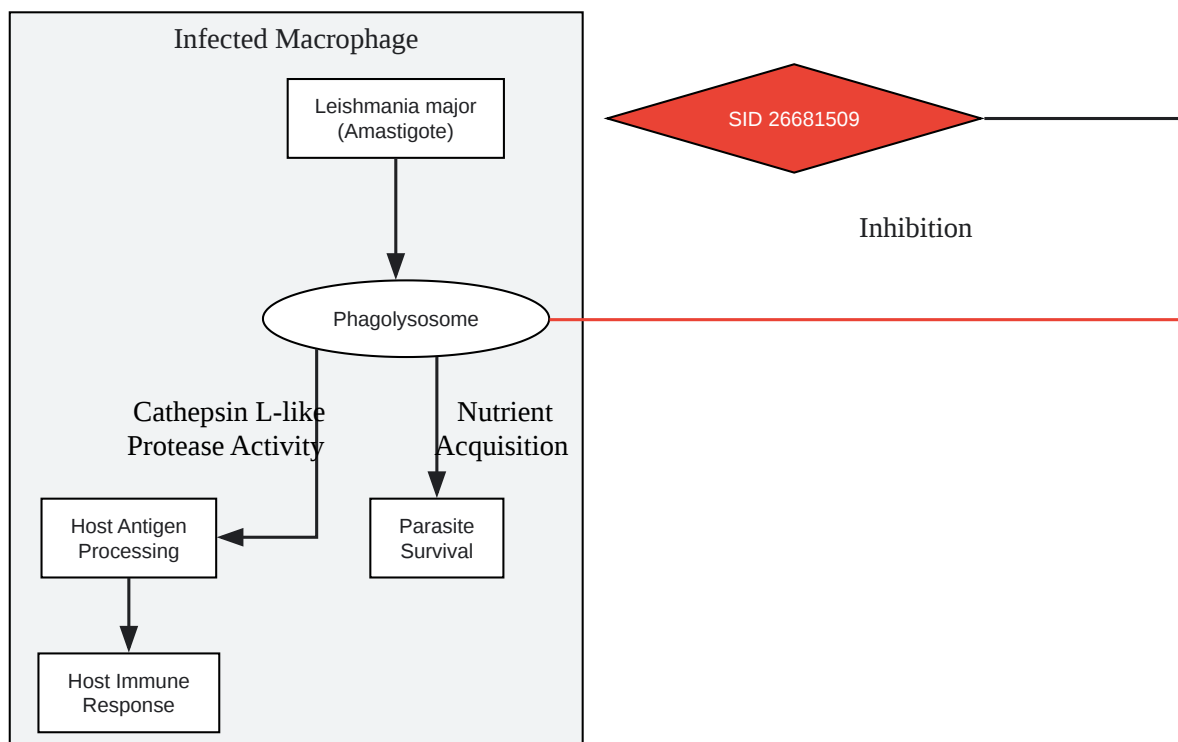 Infected Macrophage
Leishmania major
(Amastigote)
SID 26681509
Inhibition
Phagolysosome
Cathepsin L-like
Protease Activity
Nutrient
Acquisition
Host Antigen
Processing
Parasite
Survival
Host Immune
Response